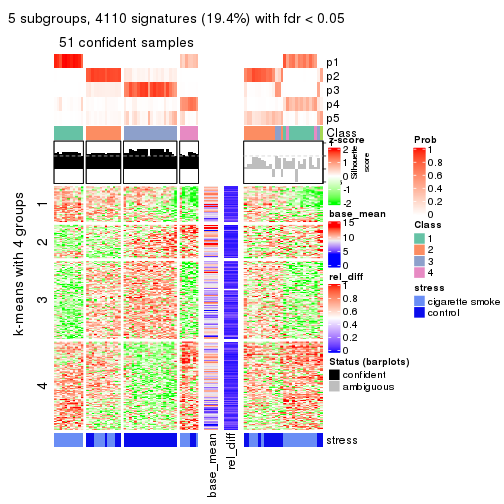 5 subgroups, 4110 signatures (19.4%) with fdr < 0.05
51 confident samples
p1
p2
p3
p4
p5
Class
1
0.5
0
Silhouette
score
k-means with 4 groups
1
2
3
4
base_mean
rel_diff
stress
z-score
2
1
0
-1
-2
base_mean
15
10
5
0
rel_diff
1
0.8
0.6
0.4
0.2
0
Status (barplots)
confident
ambiguous
Prob
1
0.8
0.6
0.4
0.2
0
Class
1
2
3
4
stress
cigarette smoke
control